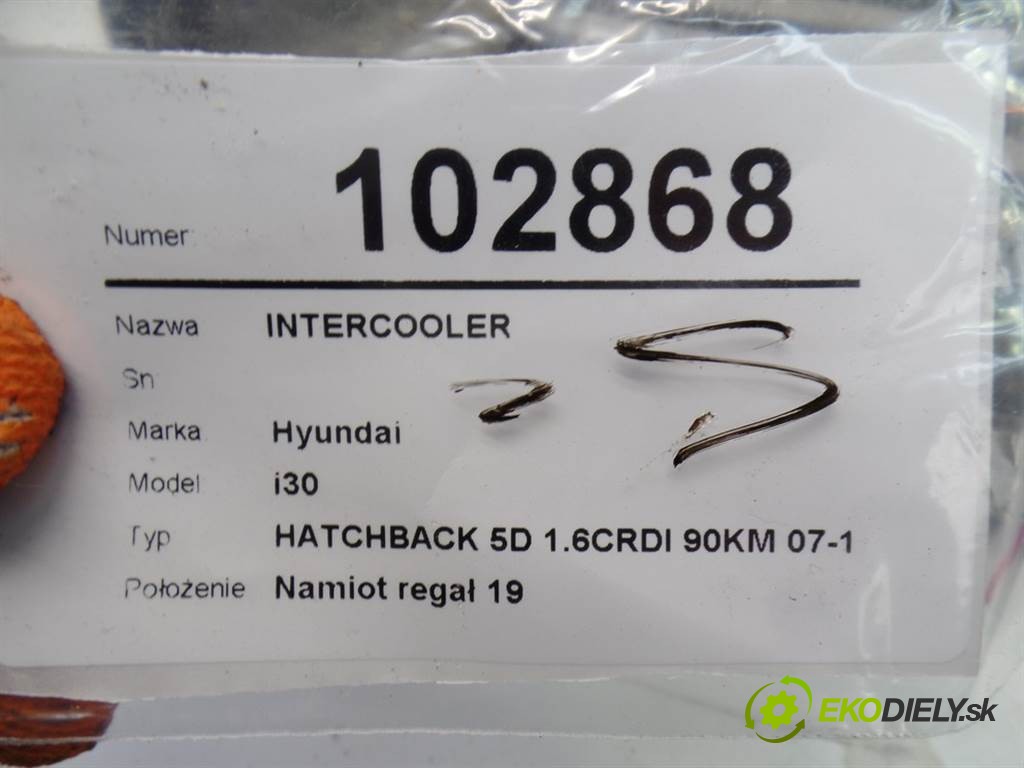 Numer 102868
Nazwa INTERCOOLER
Sn
Marka Hyundai
Model i30
Typ HATCHBACK 5D 1.6CRDI 90KM 07-1
Położenie Namiot regał 19
EKODIELY.sk